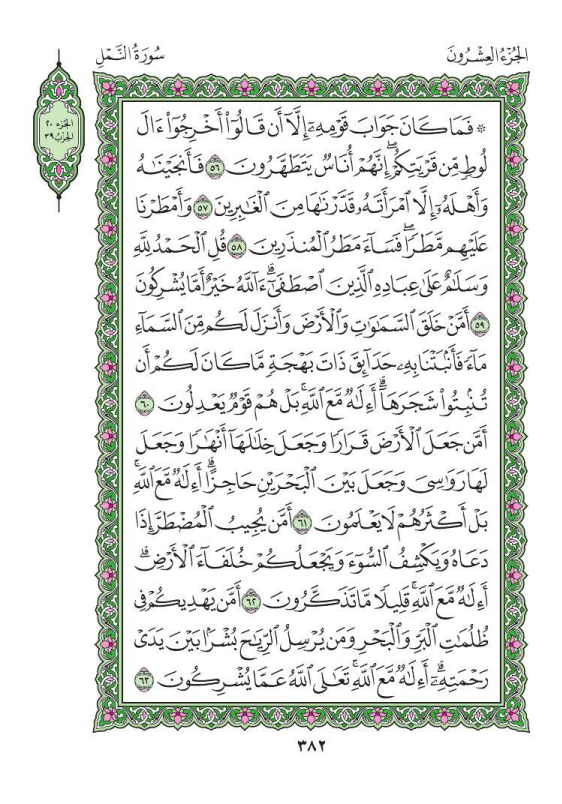 الجُزْءُ العِشْرُونَ
سُورَةُ النَّمْلِ
الجزء ٢٠
الحزب ٣٩
۞ فَمَا كَانَ جَوَابَ قَوْمِهِۦٓ إِلَّآ أَن قَالُوٓا۟ أَخْرِجُوٓا۟ ءَالَ
لُوطٍ مِّن قَرْيَتِكُمْ ۖ إِنَّهُمْ أُنَاسٌ يَتَطَهَّرُونَ ٥٦ فَأَنجَيْنَٰهُ
وَأَهْلَهُۥٓ إِلَّا ٱمْرَأَتَهُۥ قَدَّرْنَٰهَا مِنَ ٱلْغَٰبِرِينَ ٥٧ وَأَمْطَرْنَا
عَلَيْهِم مَّطَرًا ۖ فَسَآءَ مَطَرُ ٱلْمُنذَرِينَ ٥٨ قُلِ ٱلْحَمْدُ لِلَّهِ
وَسَلَٰمٌ عَلَىٰ عِبَادِهِ ٱلَّذِينَ ٱصْطَفَىٰٓ ۗ ءَآللَّهُ خَيْرٌ أَمَّا يُشْرِكُونَ
٥٩ أَمَّنْ خَلَقَ ٱلسَّمَٰوَٰتِ وَٱلْأَرْضَ وَأَنزَلَ لَكُم مِّنَ ٱلسَّمَآءِ
مَآءً فَأَنۢبَتْنَا بِهِۦ حَدَآئِقَ ذَاتَ بَهْجَةٍ مَّا كَانَ لَكُمْ أَن
تُنۢبِتُوا۟ شَجَرَهَآ ۗ أَءِلَٰهٌ مَّعَ ٱللَّهِ ۚ بَلْ هُمْ قَوْمٌ يَعْدِلُونَ ٦٠
أَمَّن جَعَلَ ٱلْأَرْضَ قَرَارًا وَجَعَلَ خِلَٰلَهَآ أَنْهَٰرًا وَجَعَلَ
لَهَا رَوَٰسِىَ وَجَعَلَ بَيْنَ ٱلْبَحْرَيْنِ حَاجِزًا ۗ أَءِلَٰهٌ مَّعَ ٱللَّهِ ۚ
بَلْ أَكْثَرُهُمْ لَا يَعْلَمُونَ ٦١ أَمَّن يُجِيبُ ٱلْمُضْطَرَّ إِذَا
دَعَاهُ وَيَكْشِفُ ٱلسُّوٓءَ وَيَجْعَلُكُمْ خُلَفَآءَ ٱلْأَرْضِ ۗ
أَءِلَٰهٌ مَّعَ ٱللَّهِ ۚ قَلِيلًا مَّا تَذَكَّرُونَ ٦٢ أَمَّن يَهْدِيكُمْ فِى
ظُلُمَٰتِ ٱلْبَرِّ وَٱلْبَحْرِ وَمَن يُرْسِلُ ٱلرِّيَٰحَ بُشْرًۢا بَيْنَ يَدَىْ
رَحْمَتِهِۦٓ ۗ أَءِلَٰهٌ مَّعَ ٱللَّهِ ۚ تَعَٰلَى ٱللَّهُ عَمَّا يُشْرِكُونَ ٦٣
٣٨٢